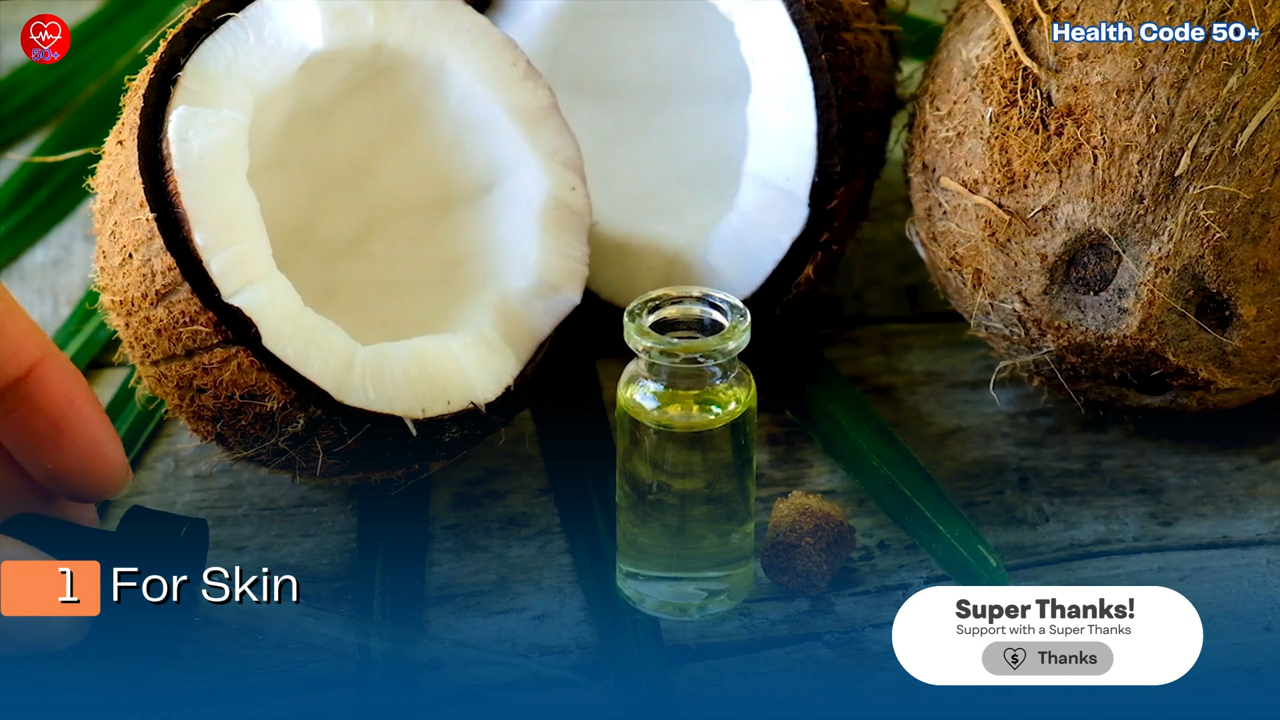 50+
Health Code 50+
1 For Skin
Super Thanks!
Support with a Super Thanks
$ Thanks